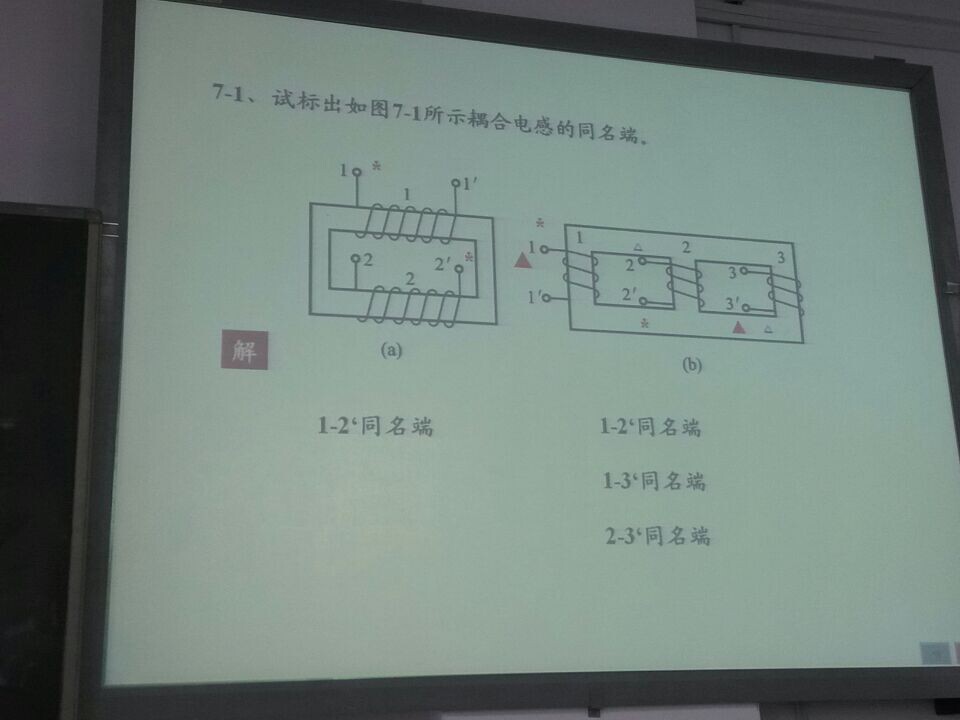 7-1、试标出如图7-1所示耦合电感的同名端。
1 * 1 1′
2 2′ *
2
(a)
* 1 1 △ 2 3
▲ 2 3
1′ 2′ 3′
* ▲ △
(b)
解
1-2‘同名端 1-2‘同名端
1-3‘同名端
2-3‘同名端